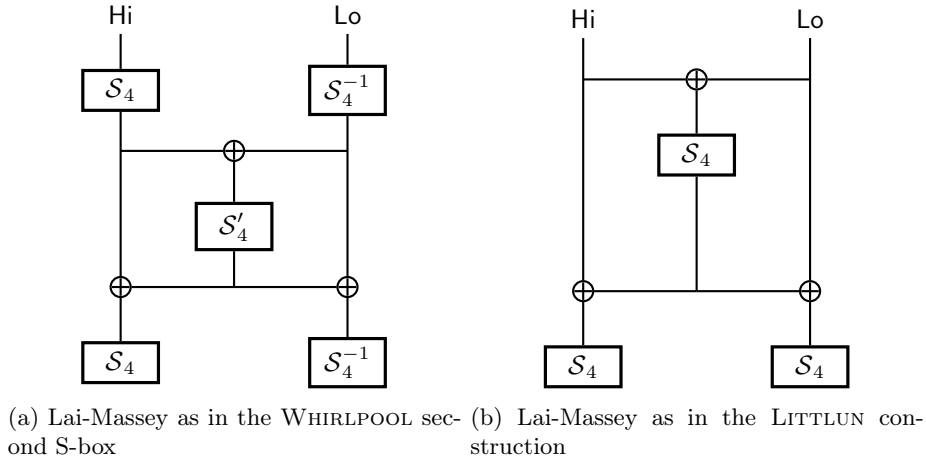 Hi Lo Hi Lo
𝒮₄ 𝒮₄⁻¹
𝒮₄
𝒮′₄
𝒮₄ 𝒮₄⁻¹ 𝒮₄ 𝒮₄
(a) Lai-Massey as in the WHIRLPOOL sec-
ond S-box
(b) Lai-Massey as in the LITTLUN con-
struction